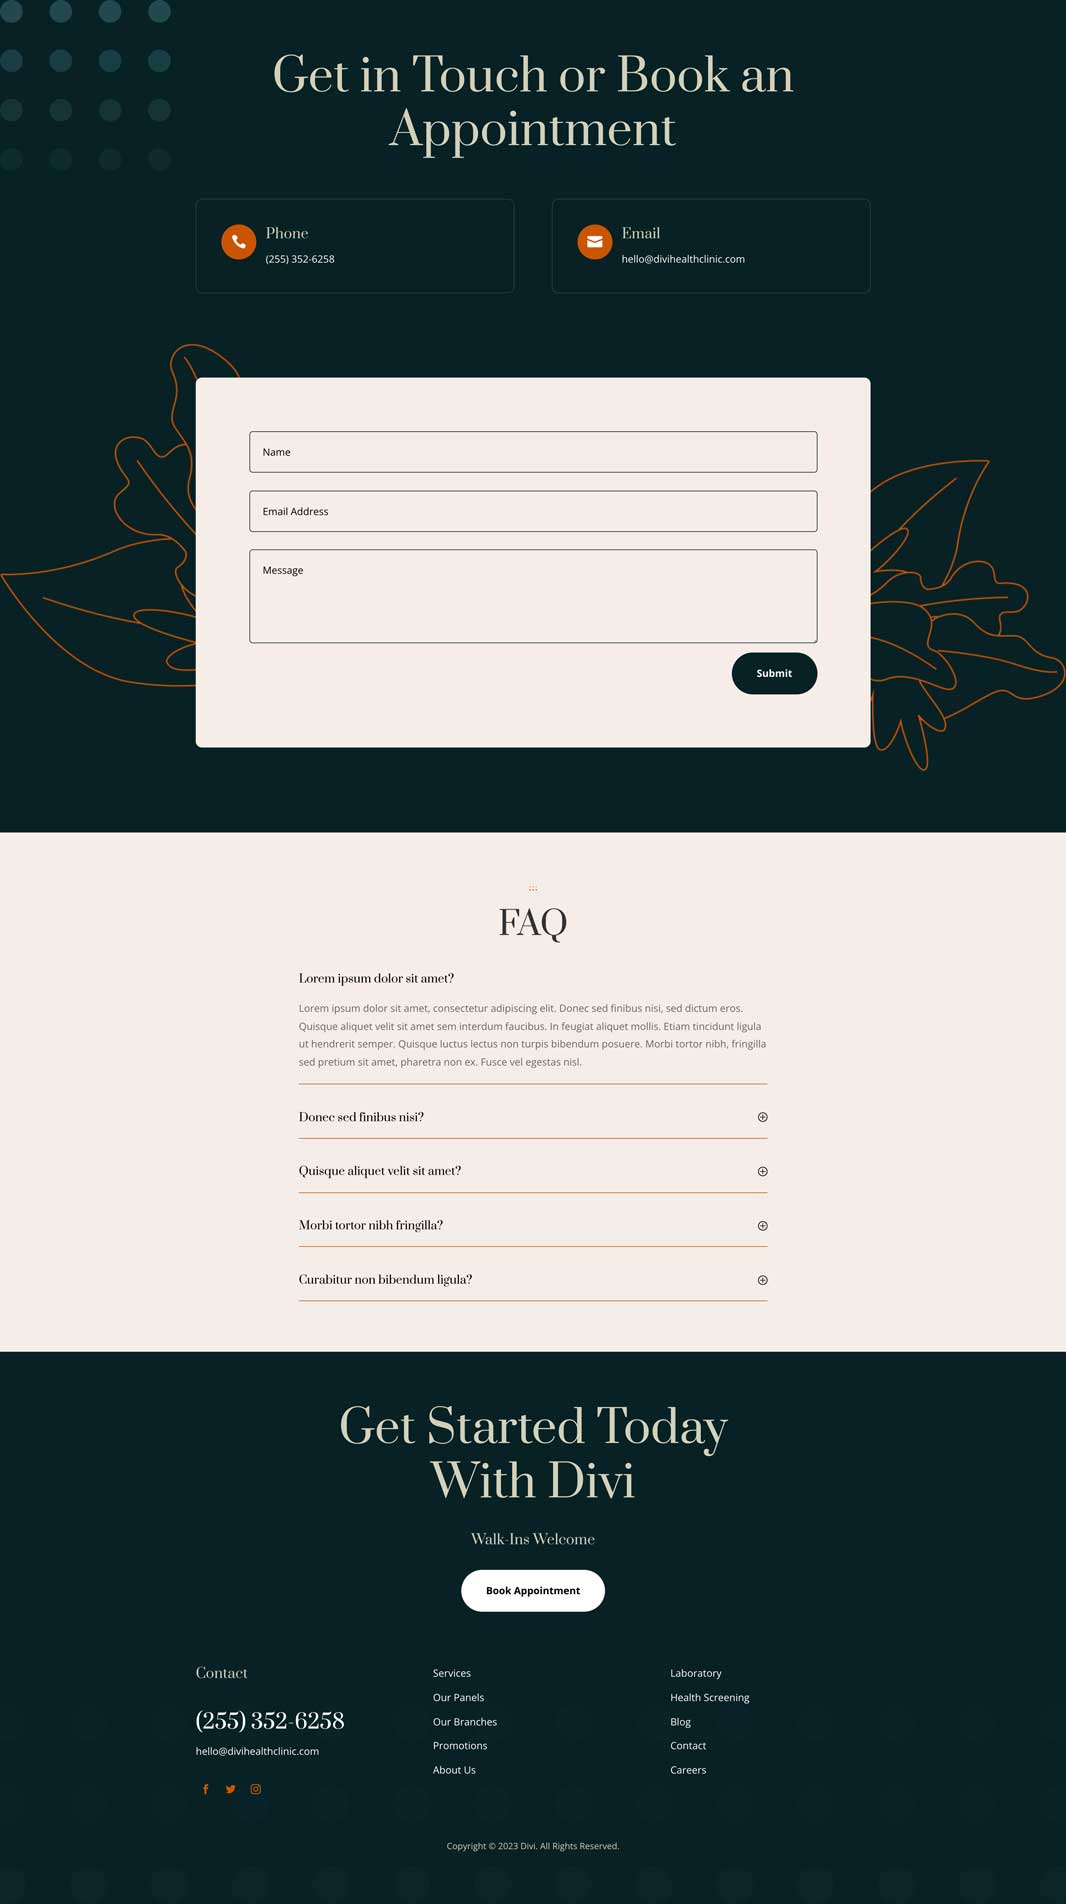 Get in Touch or Book an
Appointment
Phone
(255) 352-6258
Email
hello@divihealthclinic.com
Name
Email Address
Message
Submit
FAQ
Lorem ipsum dolor sit amet?
Lorem ipsum dolor sit amet, consectetur adipiscing elit. Donec sed finibus nisi, sed dictum eros.
Quisque aliquet velit sit amet sem interdum faucibus. In feugiat aliquet mollis. Etiam tincidunt ligula
ut hendrerit semper. Quisque luctus lectus non turpis bibendum posuere. Morbi tortor nibh, fringilla
sed pretium sit amet, pharetra non ex. Fusce vel egestas nisl.
Donec sed finibus nisi?
Quisque aliquet velit sit amet?
Morbi tortor nibh fringilla?
Curabitur non bibendum ligula?
Get Started Today
With Divi
Walk-Ins Welcome
Book Appointment
Contact
(255) 352-6258
hello@divihealthclinic.com
Services
Our Panels
Our Branches
Promotions
About Us
Laboratory
Health Screening
Blog
Contact
Careers
Copyright © 2023 Divi. All Rights Reserved.